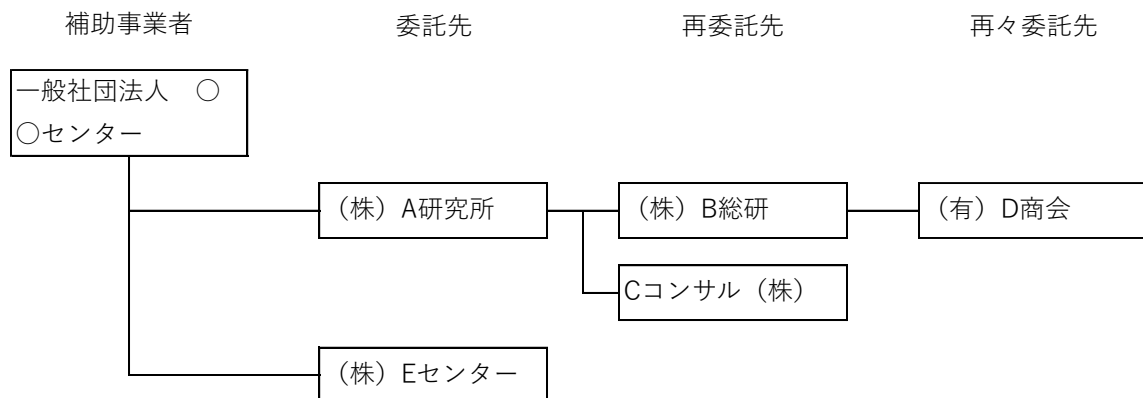 補助事業者　委託先　再委託先　再々委託先
一般社団法人　○
○センター
（株）A研究所　（株）B総研　（有）D商会
Cコンサル（株）
（株）Eセンター